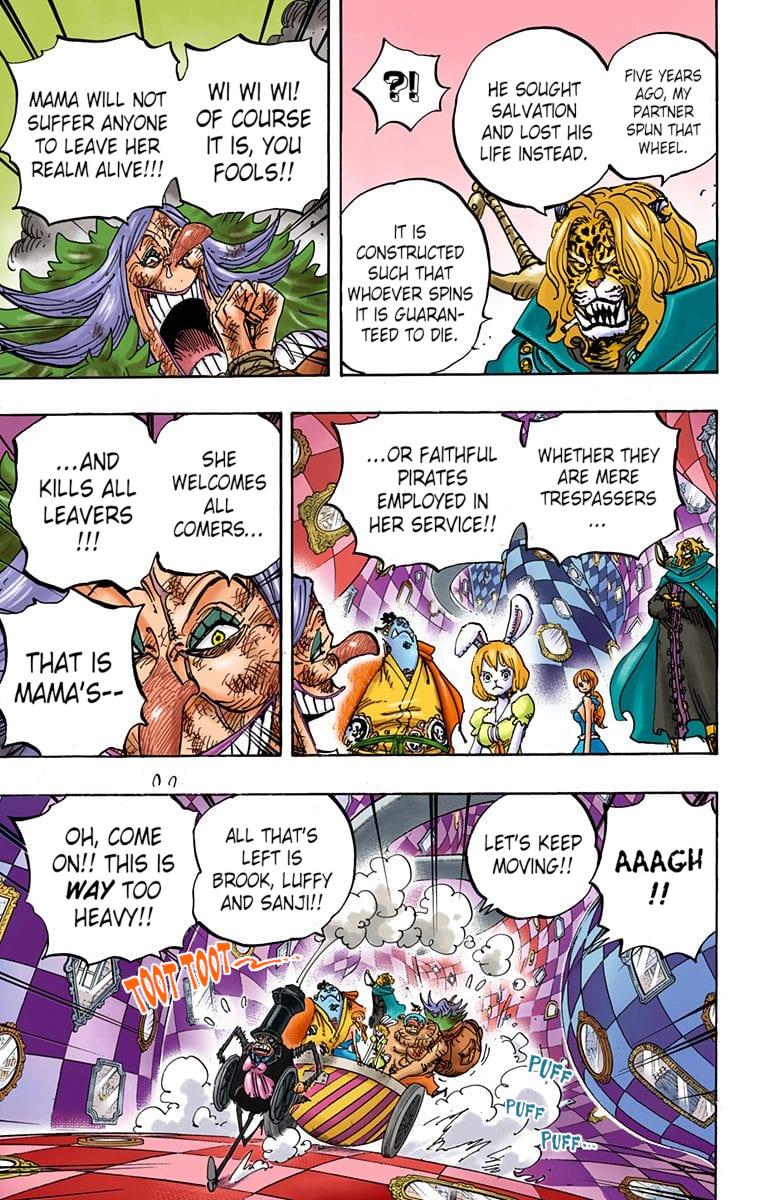 FIVE YEARS
AGO, MY
PARTNER
SPUN THAT
WHEEL.
HE SOUGHT
SALVATION
AND LOST HIS
LIFE INSTEAD.
?!
IT IS
CONSTRUCTED
SUCH THAT
WHOEVER SPINS
IT IS GUARAN-
TEED TO DIE.
WI WI WI!
OF COURSE
IT IS, YOU
FOOLS!!
MAMA WILL NOT
SUFFER ANYONE
TO LEAVE HER
REALM ALIVE!!!
WHETHER THEY
ARE MERE
TRESPASSERS
...
...OR FAITHFUL
PIRATES
EMPLOYED IN
HER SERVICE!!
SHE
WELCOMES
ALL
COMERS...
...AND
KILLS ALL
LEAVERS
!!!
THAT IS
MAMA'S--
AAAGH
!!
LET'S KEEP
MOVING!!
ALL THAT'S
LEFT IS
BROOK, LUFFY
AND SANJI!!
OH, COME
ON!! THIS IS
WAY TOO
HEAVY!!
TOOT TOOT
PUFF
PUFF
PUFF...